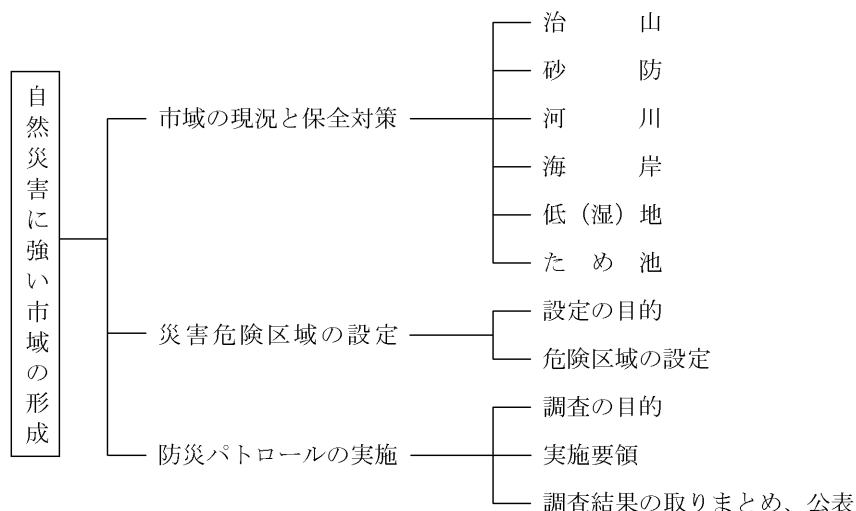 自然災害に強い市域の形成
市域の現況と保全対策
治山
砂防
河川
海岸
低（湿）地
ため池
災害危険区域の設定
設定の目的
危険区域の設定
防災パトロールの実施
調査の目的
実施要領
調査結果の取りまとめ、公表